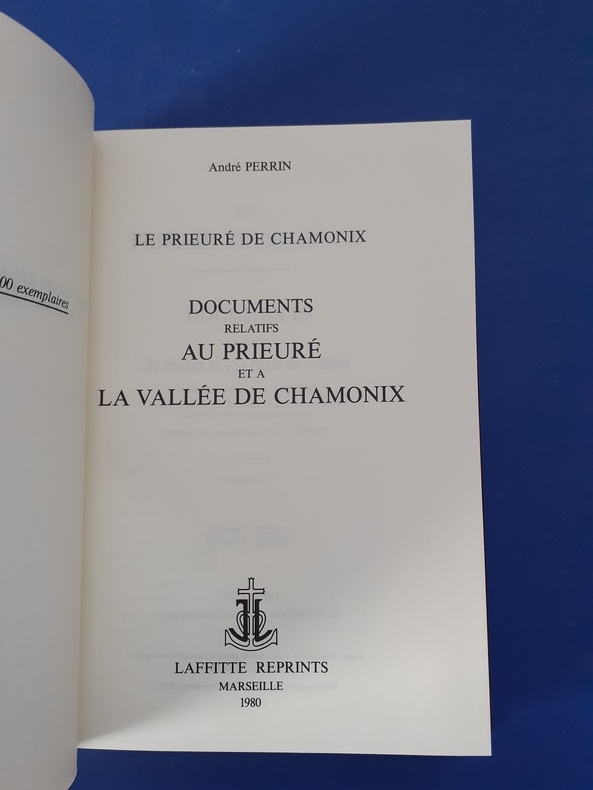 00 exemplaires
André PERRIN
LE PRIEURÉ DE CHAMONIX
DOCUMENTS
RELATIFS
AU PRIEURÉ
ET A
LA VALLÉE DE CHAMONIX
LAFFITTE REPRINTS
MARSEILLE
1980